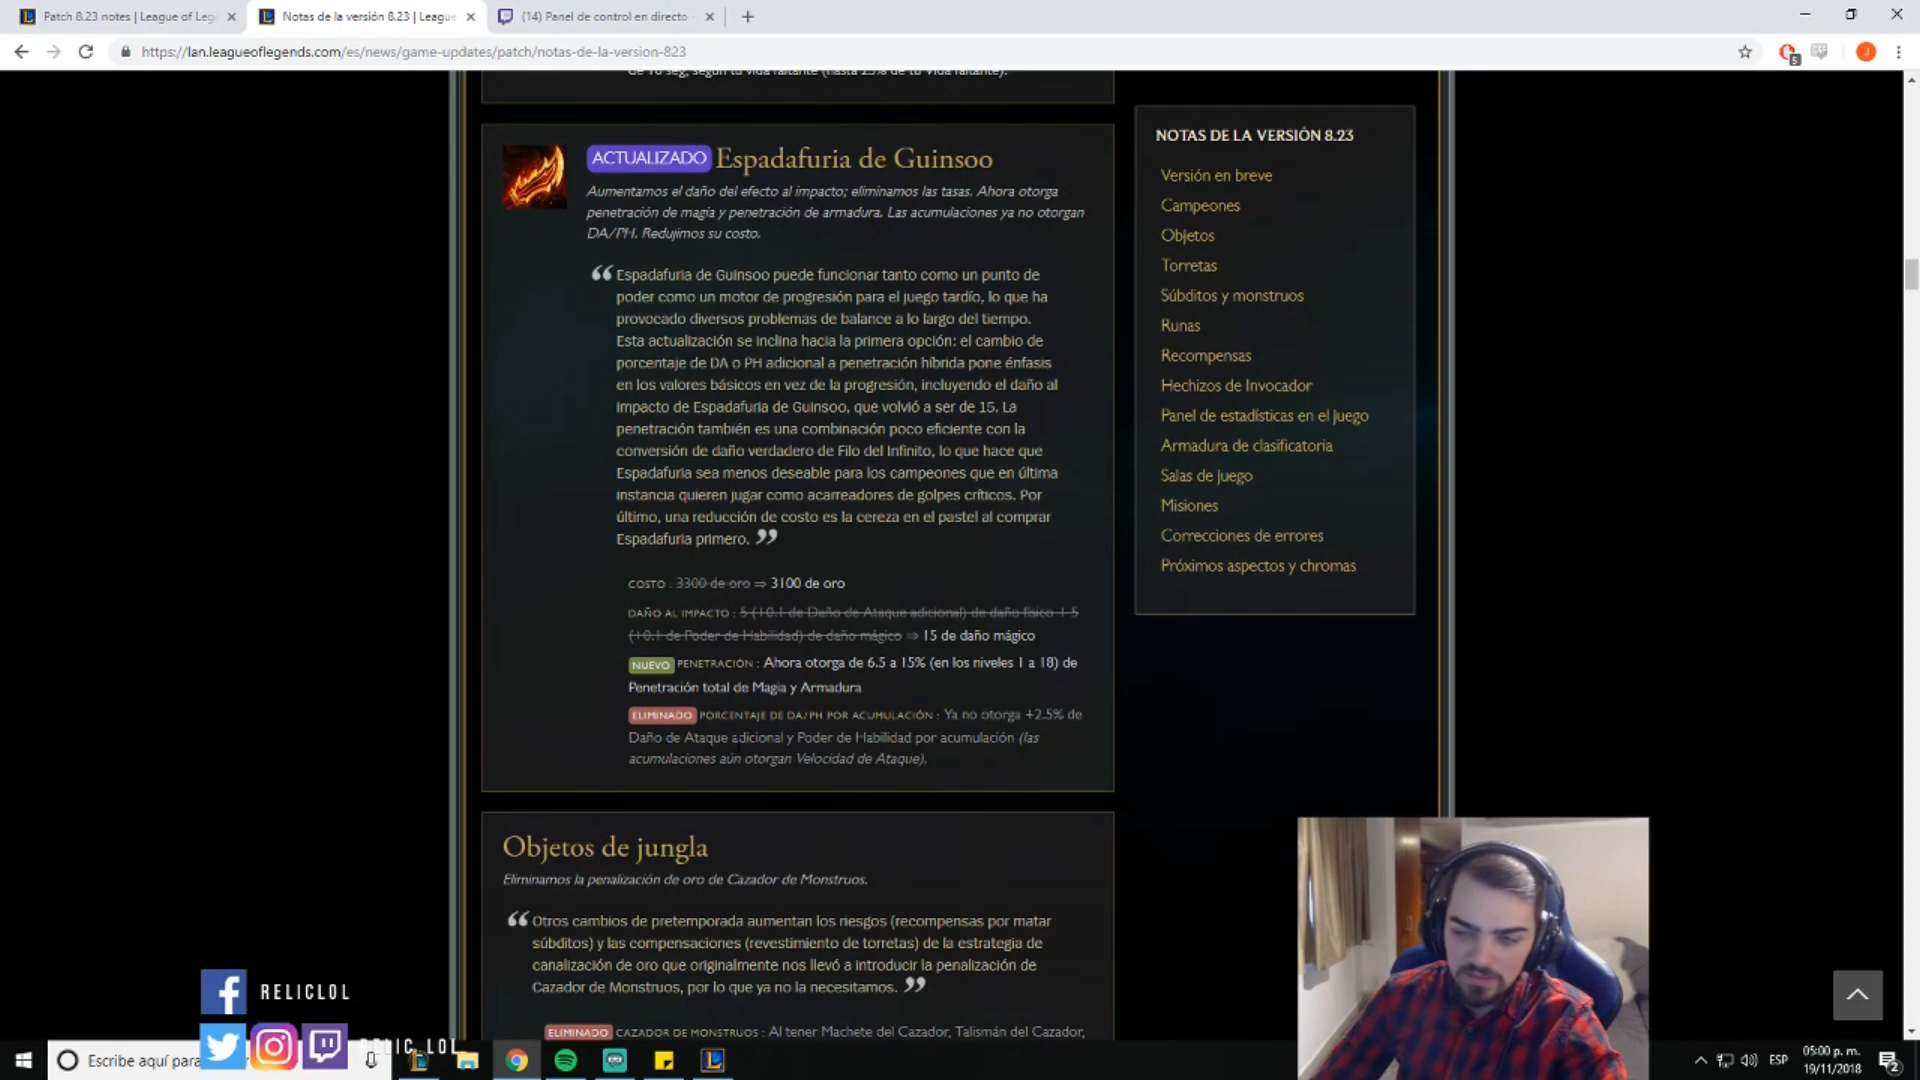 Patch 8.23 notes | League of Leg
Notas de la versión 8.23 | League
(14) Panel de control en directo
https://lan.leagueoflegends.com/es/news/game-updates/patch/notas-de-la-version-823
5
J
de 10 seg, según tu vida faltante (hasta 25% de tu vida faltante).
ACTUALIZADO Espadafuria de Guinsoo
Aumentamos el daño del efecto al impacto; eliminamos las tasas. Ahora otorga
penetración de magia y penetración de armadura. Las acumulaciones ya no otorgan
DA/PH. Redujimos su costo.
“ Espadafuria de Guinsoo puede funcionar tanto como un punto de
poder como un motor de progresión para el juego tardío, lo que ha
provocado diversos problemas de balance a lo largo del tiempo.
Esta actualización se inclina hacia la primera opción: el cambio de
porcentaje de DA o PH adicional a penetración híbrida pone énfasis
en los valores básicos en vez de la progresión, incluyendo el daño al
impacto de Espadafuria de Guinsoo, que volvió a ser de 15. La
penetración también es una combinación poco eficiente con la
conversión de daño verdadero de Filo del Infinito, lo que hace que
Espadafuria sea menos deseable para los campeones que en última
instancia quieren jugar como acarreadores de golpes críticos. Por
último, una reducción de costo es la cereza en el pastel al comprar
Espadafuria primero. ”
COSTO : 3300 de oro ⇒ 3100 de oro
DAÑO AL IMPACTO : 5 (+0.1 de Daño de Ataque adicional) de daño físico + 5
(+0.1 de Poder de Habilidad) de daño mágico ⇒ 15 de daño mágico
NUEVO PENETRACIÓN : Ahora otorga de 6.5 a 15% (en los niveles 1 a 18) de
Penetración total de Magia y Armadura
ELIMINADO PORCENTAJE DE DA/PH POR ACUMULACIÓN : Ya no otorga +2.5% de
Daño de Ataque adicional y Poder de Habilidad por acumulación (las
acumulaciones aún otorgan Velocidad de Ataque).
Objetos de jungla
Eliminamos la penalización de oro de Cazador de Monstruos.
“ Otros cambios de pretemporada aumentan los riesgos (recompensas por matar
súbditos) y las compensaciones (revestimiento de torretas) de la estrategia de
canalización de oro que originalmente nos llevó a introducir la penalización de
Cazador de Monstruos, por lo que ya no la necesitamos. ”
ELIMINADO CAZADOR DE MONSTRUOS : Al tener Machete del Cazador, Talismán del Cazador,
NOTAS DE LA VERSIÓN 8.23
Versión en breve
Campeones
Objetos
Torretas
Súbditos y monstruos
Runas
Recompensas
Hechizos de Invocador
Panel de estadísticas en el juego
Armadura de clasificatoria
Salas de juego
Misiones
Correcciones de errores
Próximos aspectos y chromas
RELICLOL
RELIC_LOL
Escribe aquí para
ESP
05:00 p. m.
19/11/2018
2